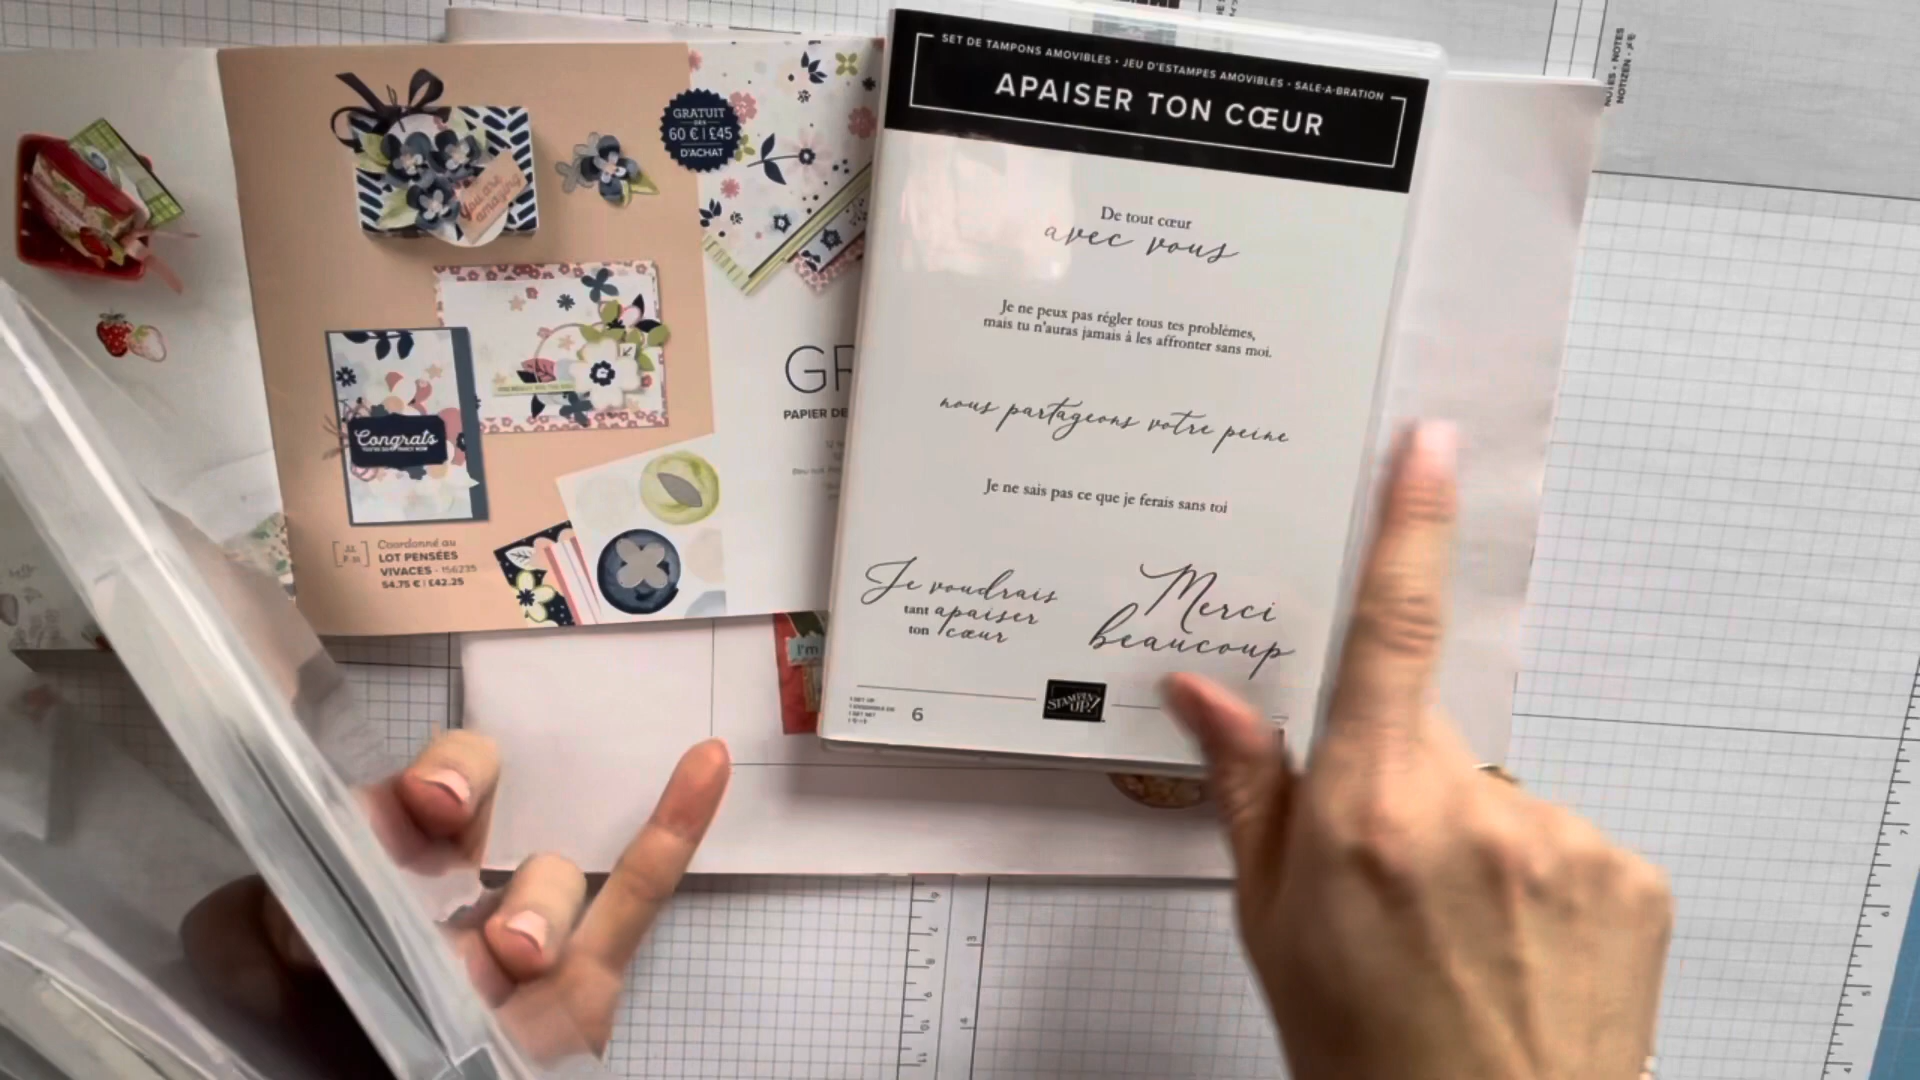 NOTES • NOTES
NOTIZEN
GRATUIT
DÈS
60 € | £45
D'ACHAT
You are
amazing
Congrats
GR
PAPIER DE
Coordonné au
LOT PENSÉES
VIVACES - 156235
54,75 € | £42.25
I'm
SET DE TAMPONS AMOVIBLES • JEU D'ESTAMPES AMOVIBLES • SALE-A-BRATION
APAISER TON CŒUR
De tout cœur
avec vous
Je ne peux pas régler tous tes problèmes,
mais tu n'auras jamais à les affronter sans moi.
nous partageons votre peine
Je ne sais pas ce que je ferais sans toi
Je voudrais
tant apaiser
ton cœur
Merci
beaucoup
6
STAMPIN'
UP!